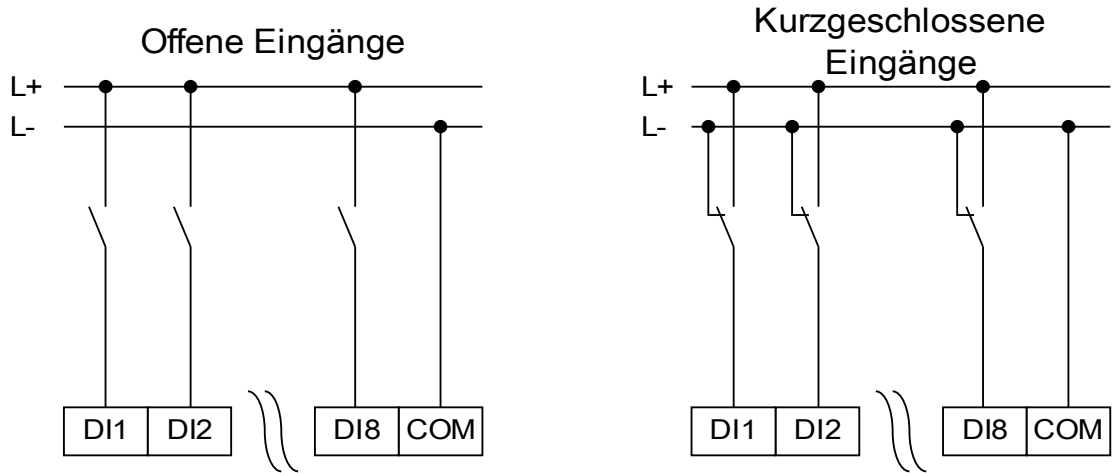 Offene Eingänge
L+
L-
DI1 DI2 DI8 COM
Kurzgeschlossene
Eingänge
L+
L-
DI1 DI2 DI8 COM